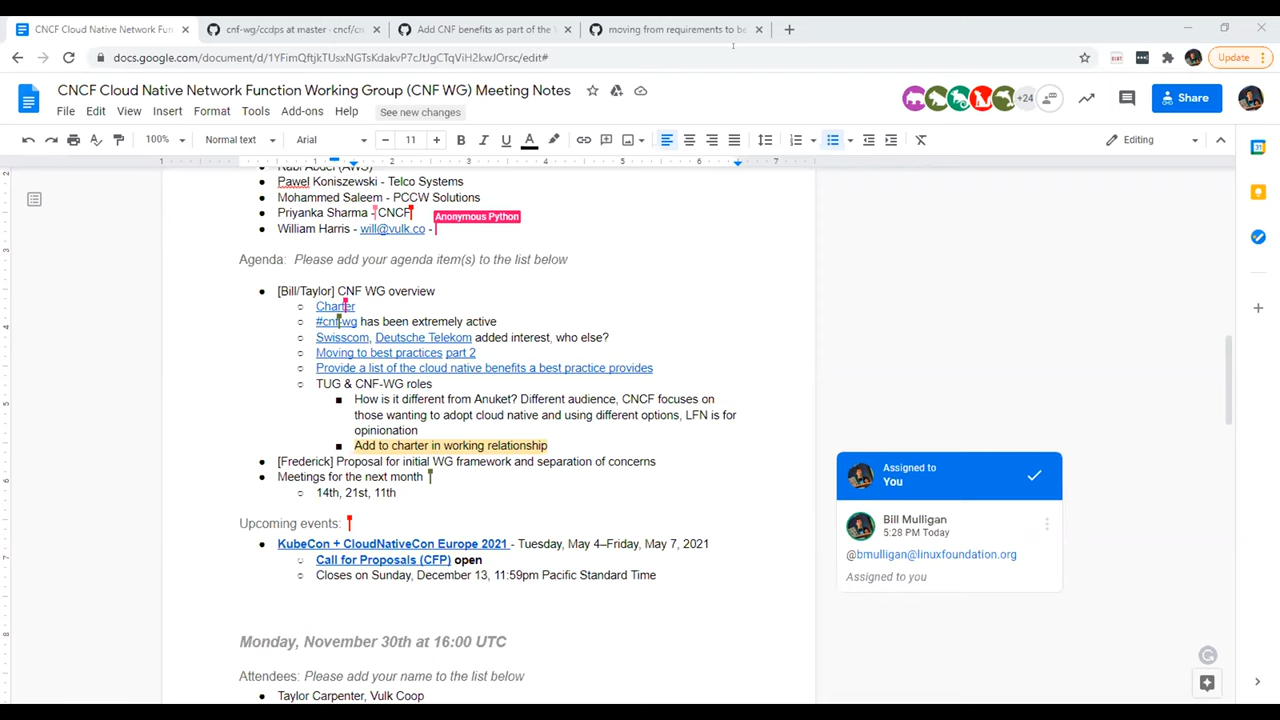 CNCF Cloud Native Network Fun
cnf-wg/ccdps at master · cncf/cn
Add CNF benefits as part of the
moving from requirements to be
docs.google.com/document/d/1YFimQftjkTUsxNGTsKdakvP7cJtJgCTqViH2kwJOrsc/edit#
Update
CNCF Cloud Native Network Function Working Group (CNF WG) Meeting Notes
+24
Share
File Edit View Insert Format Tools Add-ons Help See new changes
100% Normal text Arial 11 Editing
1 1 2 3 4 5 6 7
Pawel Koniszewski - Telco Systems
Mohammed Saleem - PCCW Solutions
Priyanka Sharma - CNCF
Anonymous Python
William Harris - will@vulk.co -
Agenda: Please add your agenda item(s) to the list below
[Bill/Taylor] CNF WG overview
Charter
#cnf-wg has been extremely active
Swisscom, Deutsche Telekom added interest, who else?
Moving to best practices part 2
Provide a list of the cloud native benefits a best practice provides
TUG & CNF-WG roles
How is it different from Anuket? Different audience, CNCF focuses on
those wanting to adopt cloud native and using different options, LFN is for
opinionation
Add to charter in working relationship
[Frederick] Proposal for initial WG framework and separation of concerns
Meetings for the next month
14th, 21st, 11th
Upcoming events:
KubeCon + CloudNativeCon Europe 2021 - Tuesday, May 4–Friday, May 7, 2021
Call for Proposals (CFP) open
Closes on Sunday, December 13, 11:59pm Pacific Standard Time
Assigned to
You
Bill Mulligan
5:28 PM Today
@bmulligan@linuxfoundation.org
Assigned to you
Monday, November 30th at 16:00 UTC
Attendees: Please add your name to the list below
Taylor Carpenter, Vulk Coop